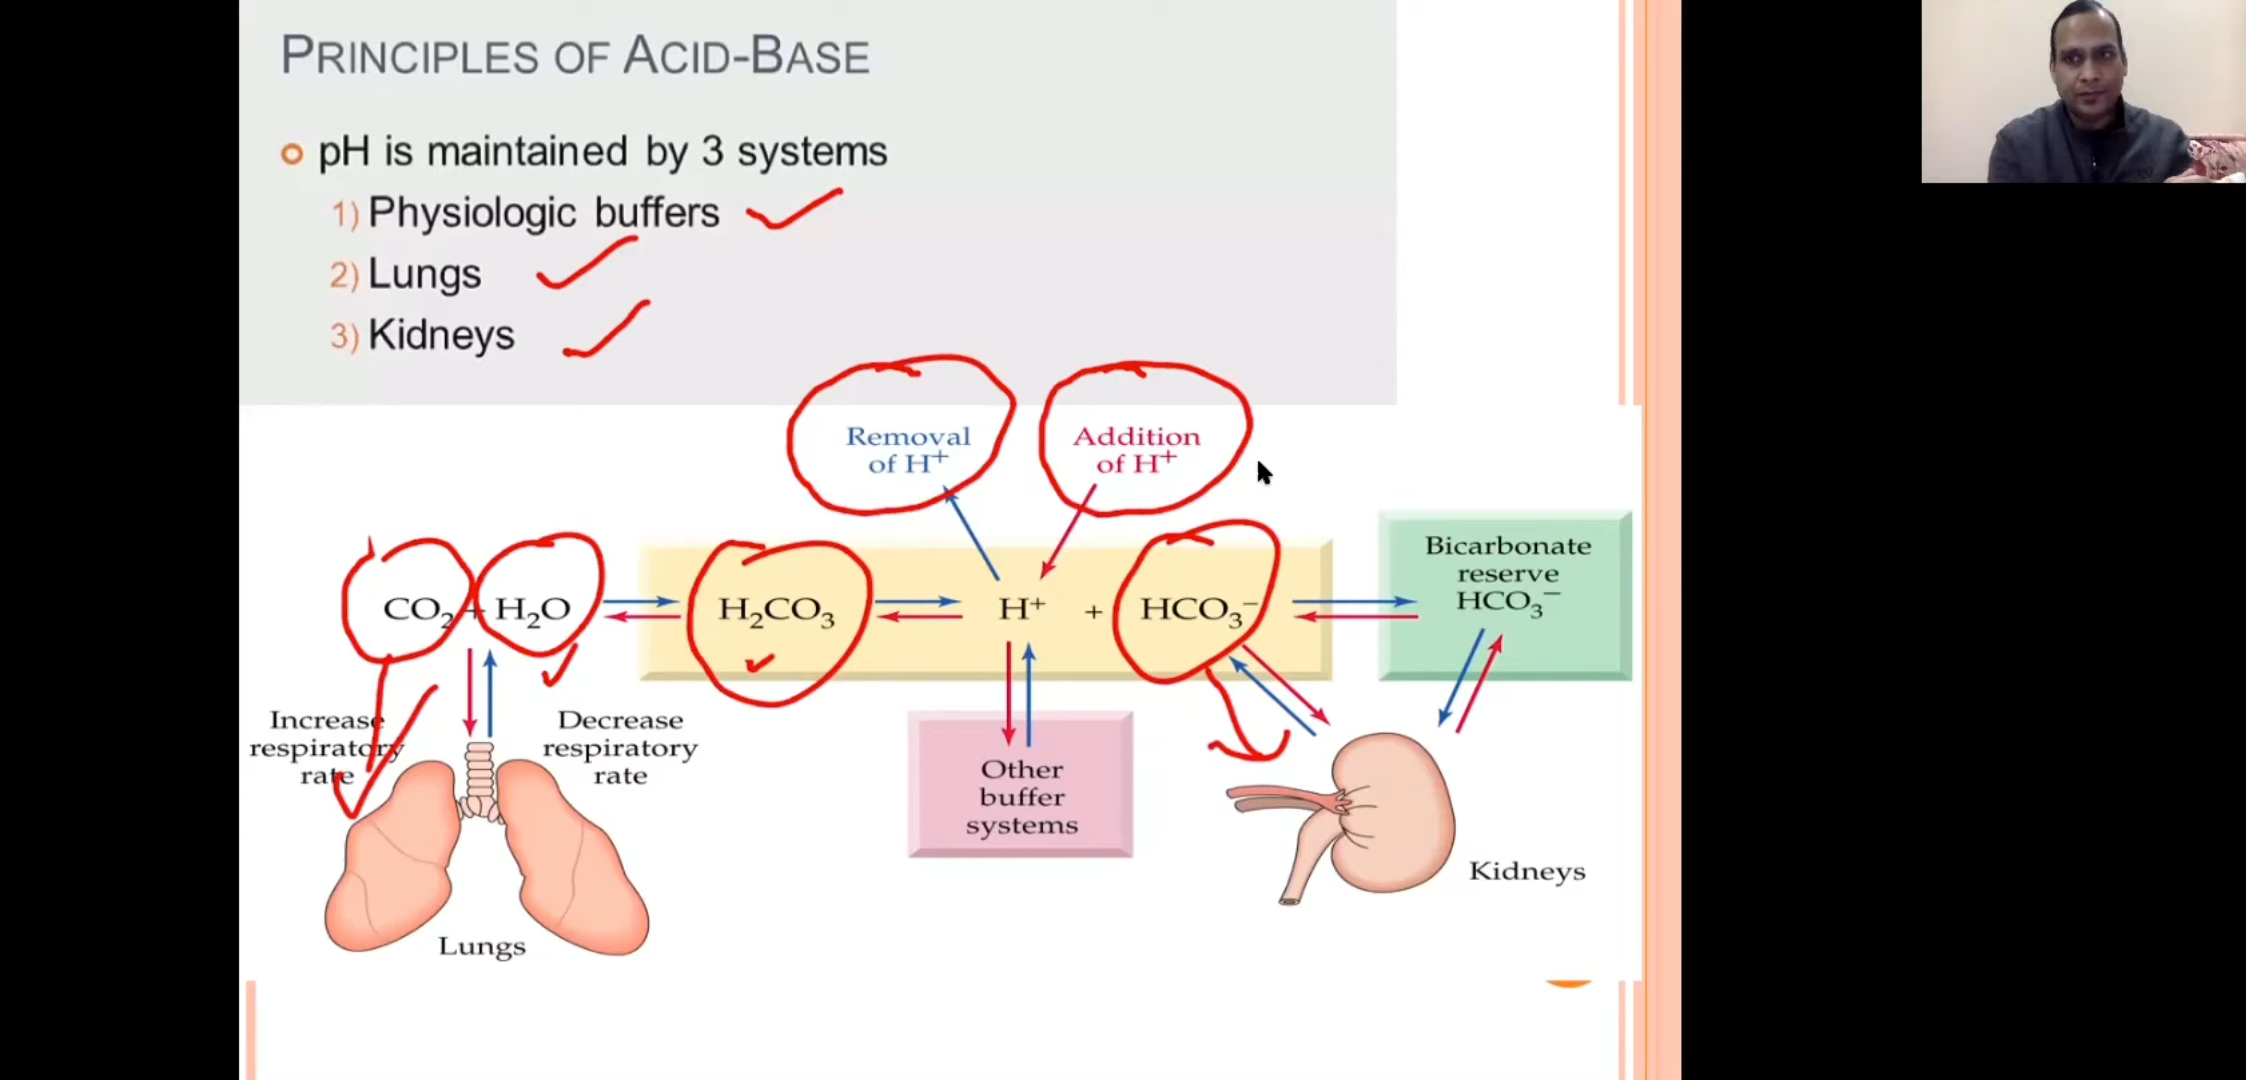 PRINCIPLES OF ACID-BASE
pH is maintained by 3 systems
1) Physiologic buffers
2) Lungs
3) Kidneys
Removal
of H⁺
Addition
of H⁺
CO₂ + H₂O
H₂CO₃
H⁺ + HCO₃⁻
Bicarbonate
reserve
HCO₃⁻
Increase
respiratory
rate
Decrease
respiratory
rate
Other
buffer
systems
Kidneys
Lungs